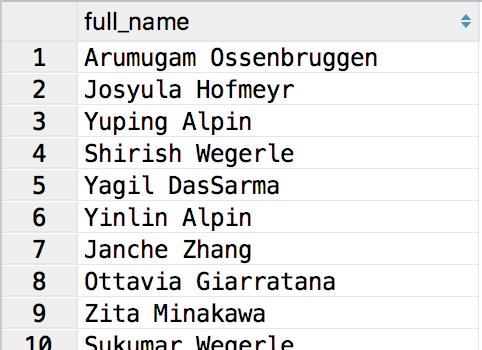 full_name
1 Arumugam Ossenbruggen
2 Josyula Hofmeyr
3 Yuping Alpin
4 Shirish Wegerle
5 Yagil DasSarma
6 Yinlin Alpin
7 Janche Zhang
8 Ottavia Giarratana
9 Zita Minakawa
10 Sukumar Wegerle